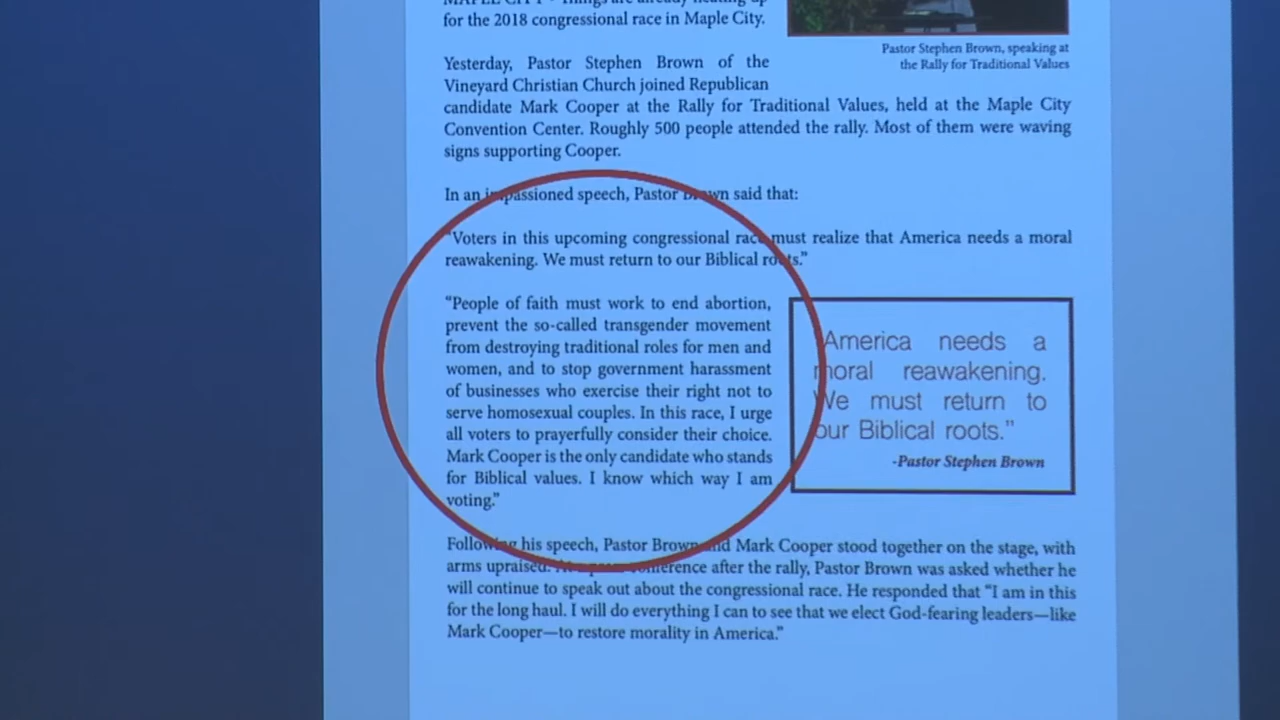 for the 2018 congressional race in Maple City.
Pastor Stephen Brown, speaking at
the Rally for Traditional Values
Yesterday, Pastor Stephen Brown of the
Vineyard Christian Church joined Republican
candidate Mark Cooper at the Rally for Traditional Values, held at the Maple City
Convention Center. Roughly 500 people attended the rally. Most of them were waving
signs supporting Cooper.
In an impassioned speech, Pastor Brown said that:
"Voters in this upcoming congressional race must realize that America needs a moral
reawakening. We must return to our Biblical roots."
"People of faith must work to end abortion,
prevent the so-called transgender movement
from destroying traditional roles for men and
women, and to stop government harassment
of businesses who exercise their right not to
serve homosexual couples. In this race, I urge
all voters to prayerfully consider their choice.
Mark Cooper is the only candidate who stands
for Biblical values. I know which way I am
voting."
"America needs a
moral reawakening.
We must return to
our Biblical roots."
-Pastor Stephen Brown
Following his speech, Pastor Brown and Mark Cooper stood together on the stage, with
arms upraised. conference after the rally, Pastor Brown was asked whether he
will continue to speak out about the congressional race. He responded that "I am in this
for the long haul. I will do everything I can to see that we elect God-fearing leaders—like
Mark Cooper—to restore morality in America."